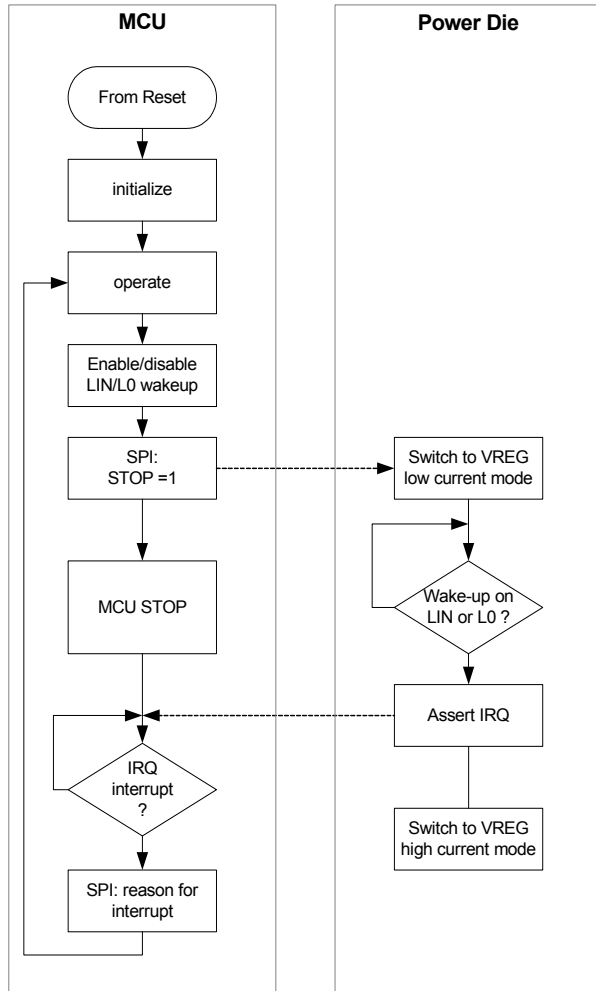 MCU
Power Die
From Reset
initialize
operate
Enable/disable
LIN/L0 wakeup
SPI:
STOP =1
Switch to VREG
low current mode
MCU STOP
Wake-up on
LIN or L0 ?
Assert IRQ
IRQ
interrupt
?
Switch to VREG
high current mode
SPI: reason for
interrupt